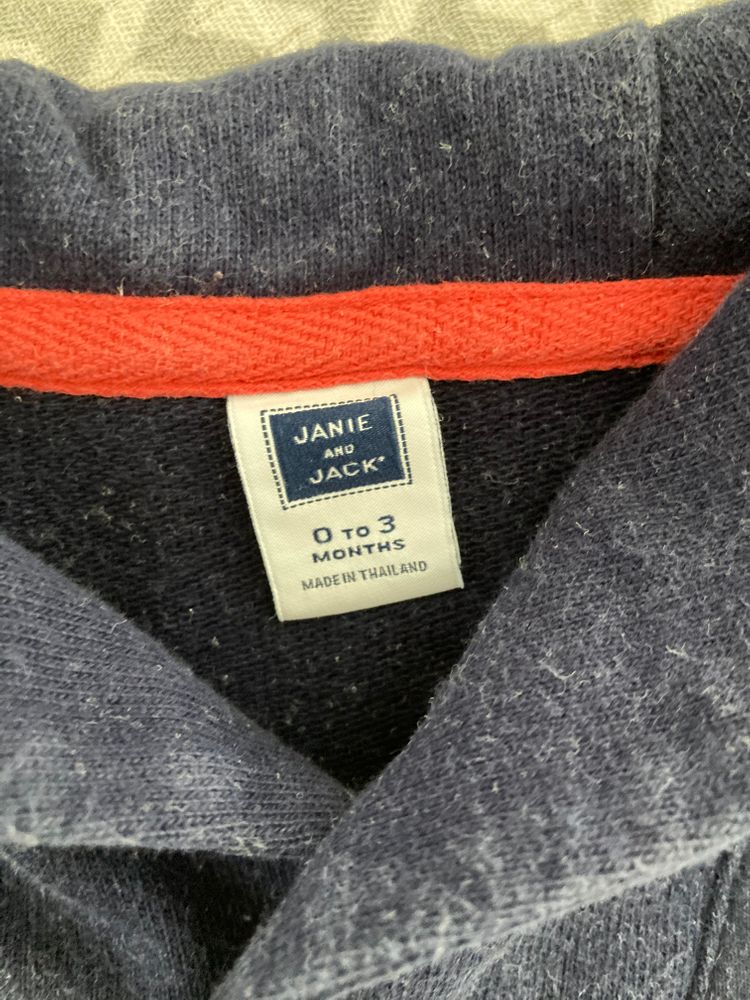 JANIE
AND
JACK®
0 TO 3
MONTHS
MADE IN THAILAND